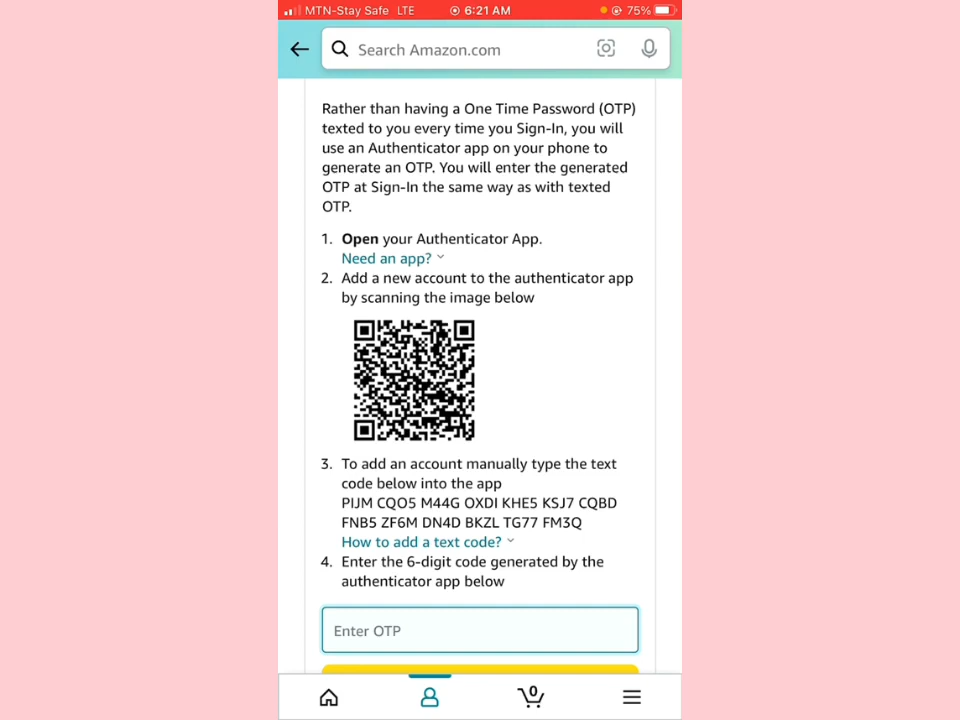 MTN-Stay Safe LTE 6:21 AM 75%
Search Amazon.com
Rather than having a One Time Password (OTP)
texted to you every time you Sign-In, you will
use an Authenticator app on your phone to
generate an OTP. You will enter the generated
OTP at Sign-In the same way as with texted
OTP.
1. Open your Authenticator App.
Need an app?
2. Add a new account to the authenticator app
by scanning the image below
3. To add an account manually type the text
code below into the app
PIJM CQO5 M44G OXDI KHE5 KSJ7 CQBD
FNB5 ZF6M DN4D BKZL TG77 FM3Q
How to add a text code?
4. Enter the 6-digit code generated by the
authenticator app below
Enter OTP
0